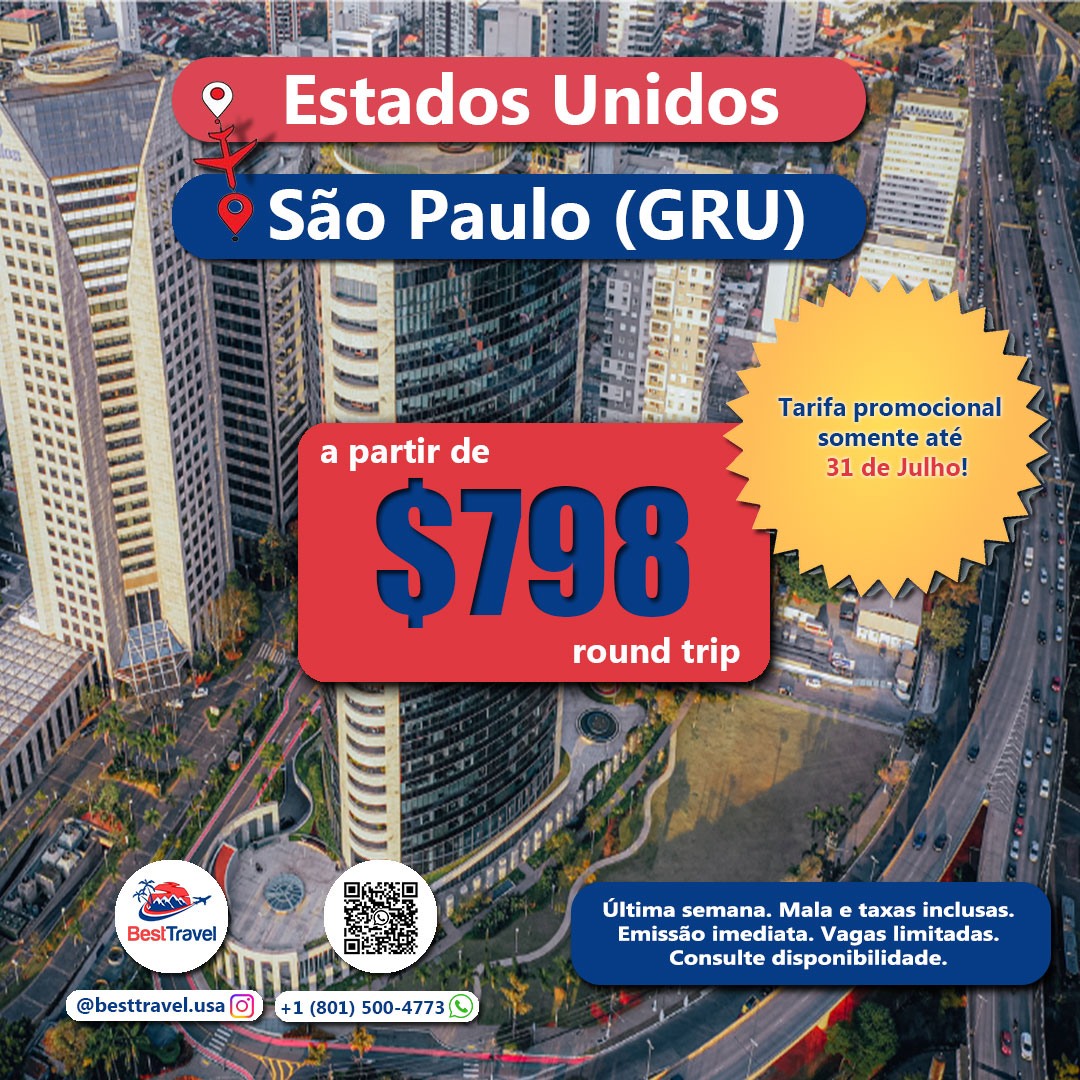 Estados Unidos
São Paulo (GRU)
Tarifa promocional
somente até
31 de Julho!
a partir de
$798
round trip
BestTravel
Última semana. Mala e taxas inclusas.
Emissão imediata. Vagas limitadas.
Consulte disponibilidade.
@besttravel.usa
+1 (801) 500-4773